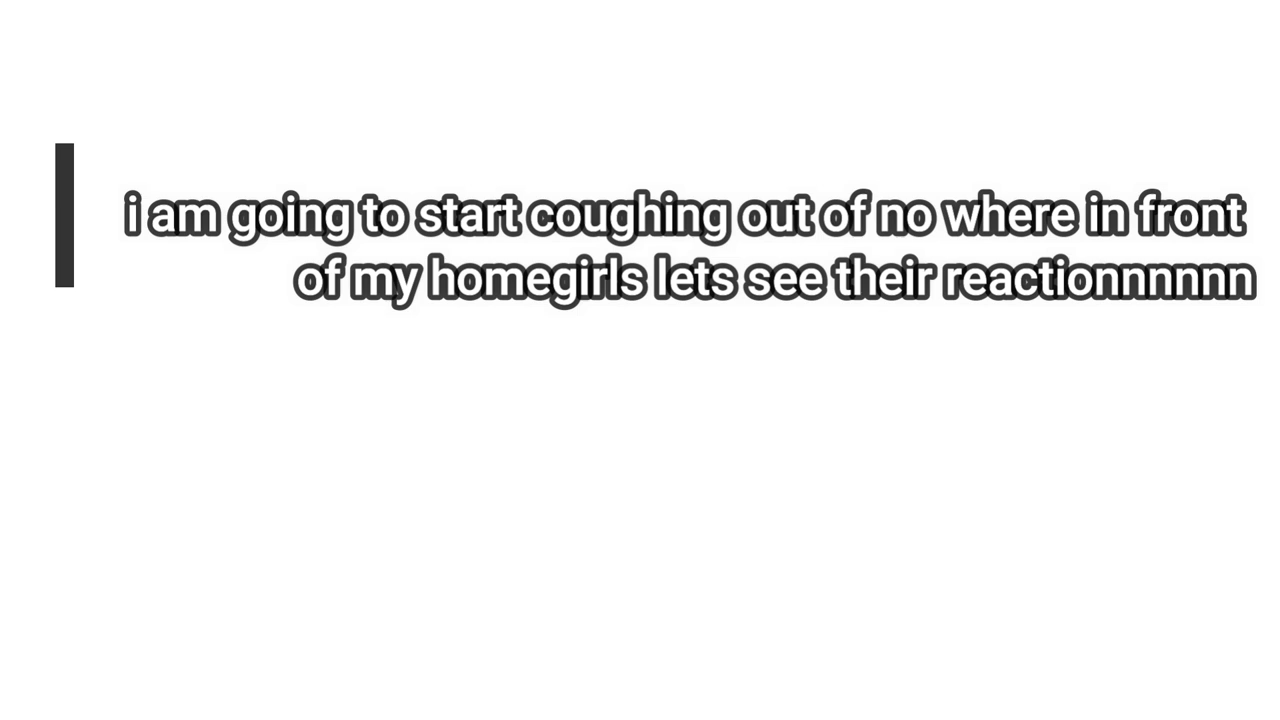 i am going to start coughing out of no where in front
of my homegirls lets see their reactionnnnnn